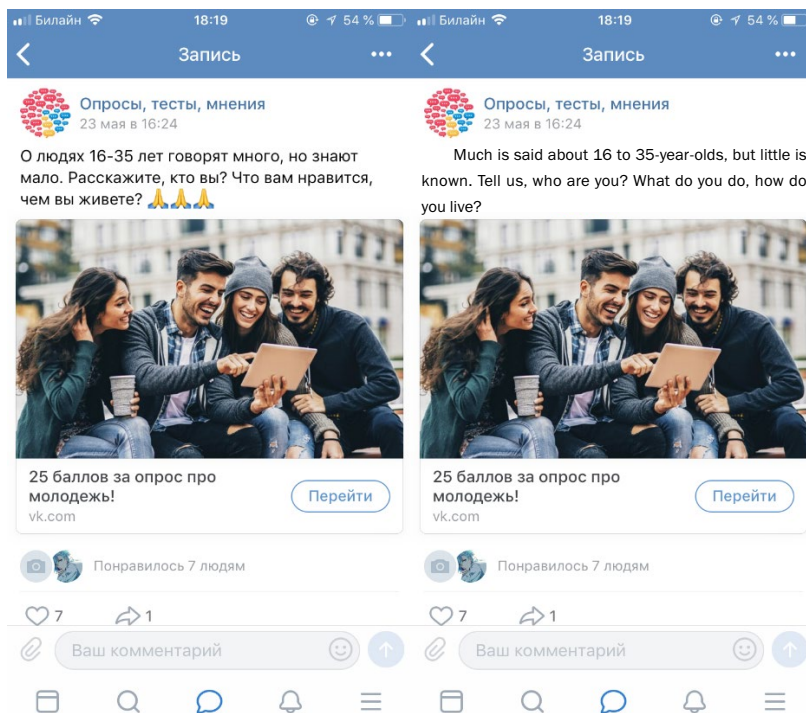 Билайн 18:19 54 %
Запись
Опросы, тесты, мнения
23 мая в 16:24
О людях 16-35 лет говорят много, но знают
мало. Расскажите, кто вы? Что вам нравится,
чем вы живете? 🙏🙏🙏
25 баллов за опрос про
молодежь!
Перейти
vk.com
Понравилось 7 людям
7 1
Ваш комментарий
Билайн 18:19 54 %
Запись
Опросы, тесты, мнения
23 мая в 16:24
Much is said about 16 to 35-year-olds, but little is
known. Tell us, who are you? What do you do, how do
you live?
25 баллов за опрос про
молодежь!
Перейти
vk.com
Понравилось 7 людям
7 1
Ваш комментарий